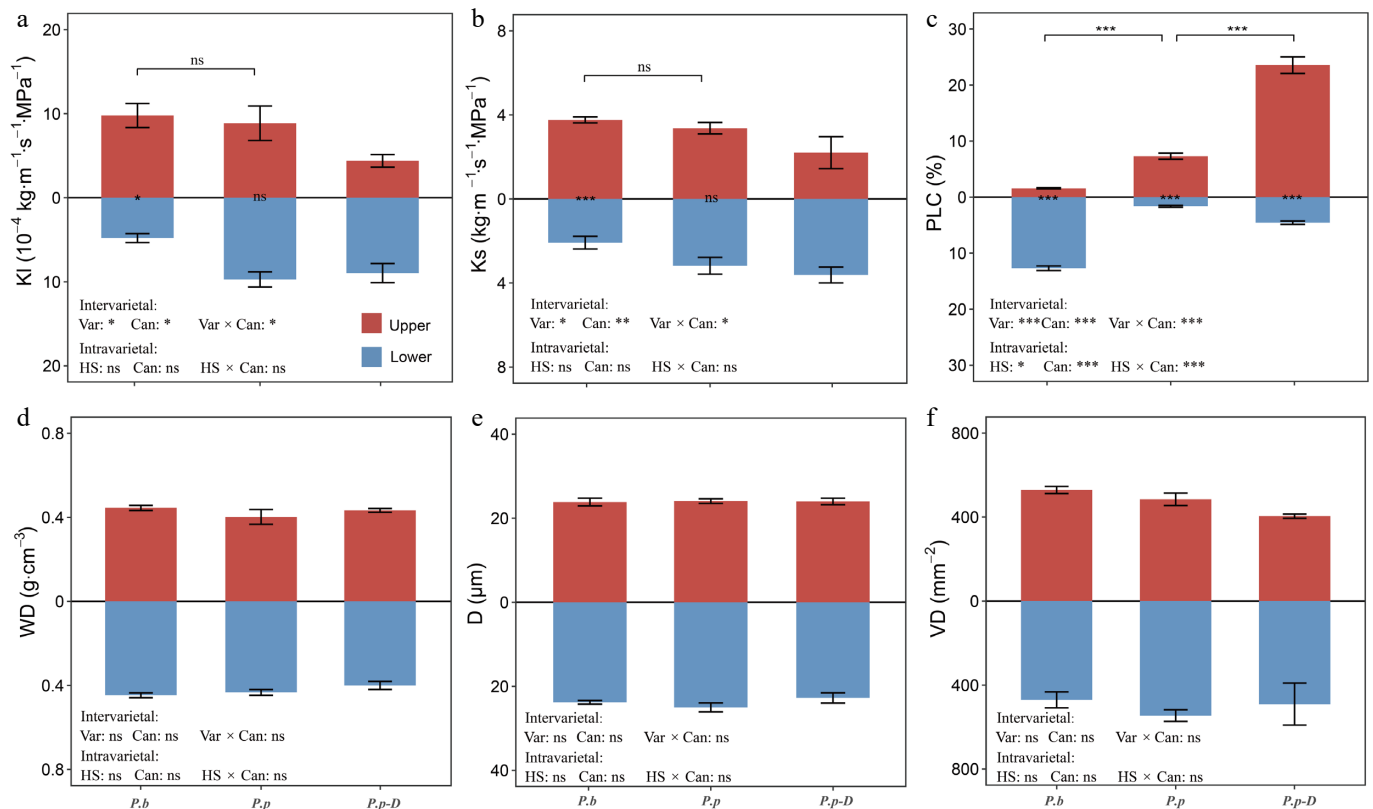 a
Kl (10⁻⁴ kg·m⁻¹·s⁻¹·MPa⁻¹)
20
10
0
10
20
ns
*
ns
Intervarietal:
Var: * Can: * Var × Can: *
Intravarietal:
HS: ns Can: ns HS × Can: ns
Upper
Lower
b
Ks (kg·m⁻¹·s⁻¹·MPa⁻¹)
8
4
0
4
8
ns
***
ns
Intervarietal:
Var: * Can: ** Var × Can: *
Intravarietal:
HS: ns Can: ns HS × Can: ns
c
PLC (%)
30
20
10
0
10
20
30
*** ***
*** *** ***
Intervarietal:
Var: *** Can: *** Var × Can: ***
Intravarietal:
HS: * Can: *** HS × Can: ***
d
WD (g·cm⁻³)
0.8
0.4
0
0.4
0.8
Intervarietal:
Var: ns Can: ns Var × Can: ns
Intravarietal:
HS: ns Can: ns HS × Can: ns
P.b P.p P.p-D
e
D (μm)
40
20
0
20
40
Intervarietal:
Var: ns Can: ns Var × Can: ns
Intravarietal:
HS: ns Can: ns HS × Can: ns
P.b P.p P.p-D
f
VD (mm⁻²)
800
400
0
400
800
Intervarietal:
Var: ns Can: ns Var × Can: ns
Intravarietal:
HS: ns Can: ns HS × Can: ns
P.b P.p P.p-D